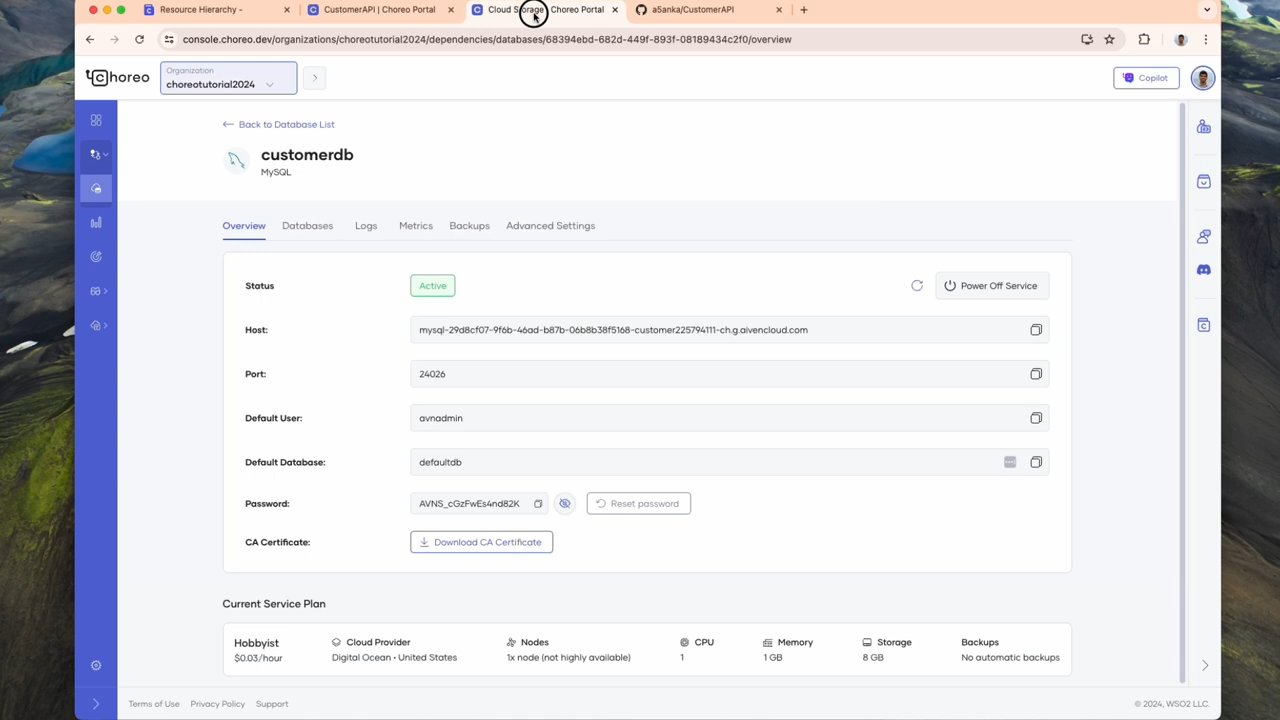 Resource Hierarchy -
CustomerAPI | Choreo Portal
Cloud Storage Choreo Portal
a5anka/CustomerAPI
console.choreo.dev/organizations/choreotutorial2024/dependencies/databases/68394ebd-682d-449f-893f-08189434c2f0/overview
Choreo
Organization
choreotutorial2024
Copilot
Back to Database List
customerdb
MySQL
Overview
Databases
Logs
Metrics
Backups
Advanced Settings
Status
Active
Power Off Service
Host:
mysql-29d8cf07-9f6b-46ad-b87b-06b8b38f5168-customer225794111-ch.g.aivencloud.com
Port:
24026
Default User:
avnadmin
Default Database:
defaultdb
Password:
AVNS_cGzFwEs4nd82K
Reset password
CA Certificate:
Download CA Certificate
Current Service Plan
Hobbyist
$0.03/hour
Cloud Provider
Digital Ocean • United States
Nodes
1x node (not highly available)
CPU
1
Memory
1 GB
Storage
8 GB
Backups
No automatic backups
Terms of Use
Privacy Policy
Support
© 2024, WSO2 LLC.